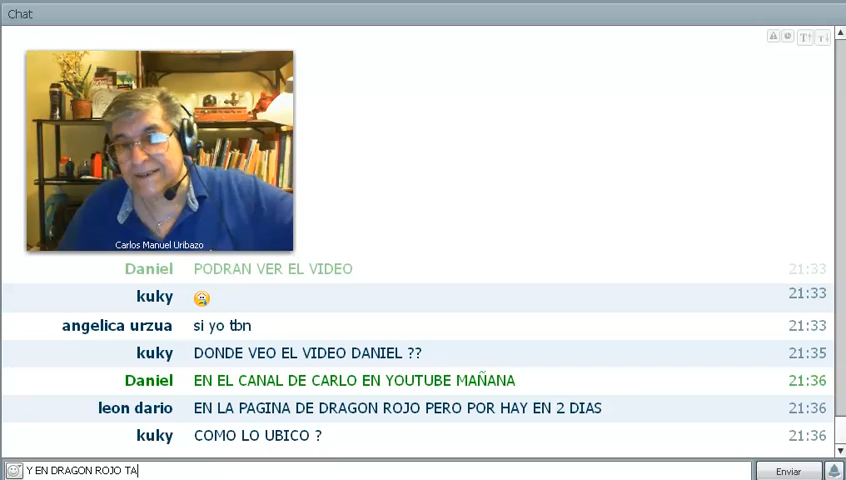 Chat
Carlos Manuel Uribazo
Daniel PODRAN VER EL VIDEO 21:33
kuky 21:33
angelica urzua si yo tbn 21:33
kuky DONDE VEO EL VIDEO DANIEL ?? 21:35
Daniel EN EL CANAL DE CARLO EN YOUTUBE MAÑANA 21:36
leon dario EN LA PAGINA DE DRAGON ROJO PERO POR HAY EN 2 DIAS 21:36
kuky COMO LO UBICO ? 21:36
Y EN DRAGON ROJO TA Enviar